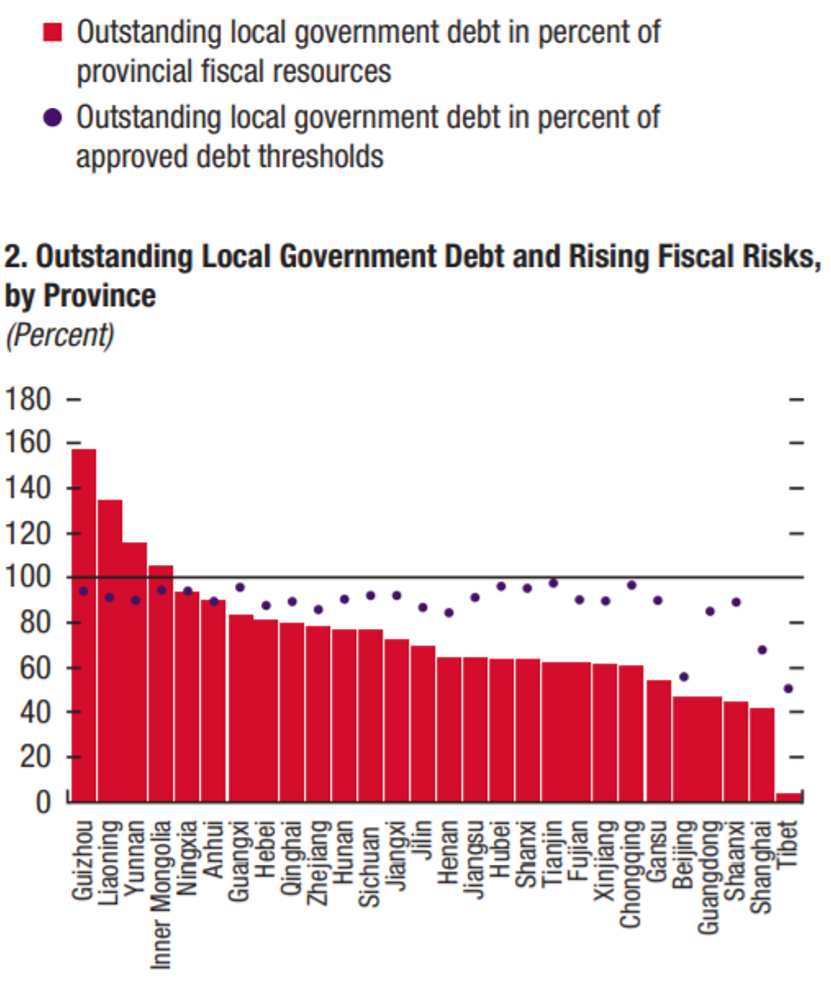 Outstanding local government debt in percent of
provincial fiscal resources
Outstanding local government debt in percent of
approved debt thresholds
2. Outstanding Local Government Debt and Rising Fiscal Risks,
by Province
(Percent)
180
160
140
120
100
80
60
40
20
0
Guizhou
Liaoning
Yunnan
Inner Mongolia
Ningxia
Anhui
Guangxi
Hebei
Qinghai
Zhejiang
Hunan
Sichuan
Jiangxi
Jilin
Henan
Jiangsu
Hubei
Shanxi
Tianjin
Fujian
Xinjiang
Chongqing
Gansu
Beijing
Guangdong
Shaanxi
Shanghai
Tibet